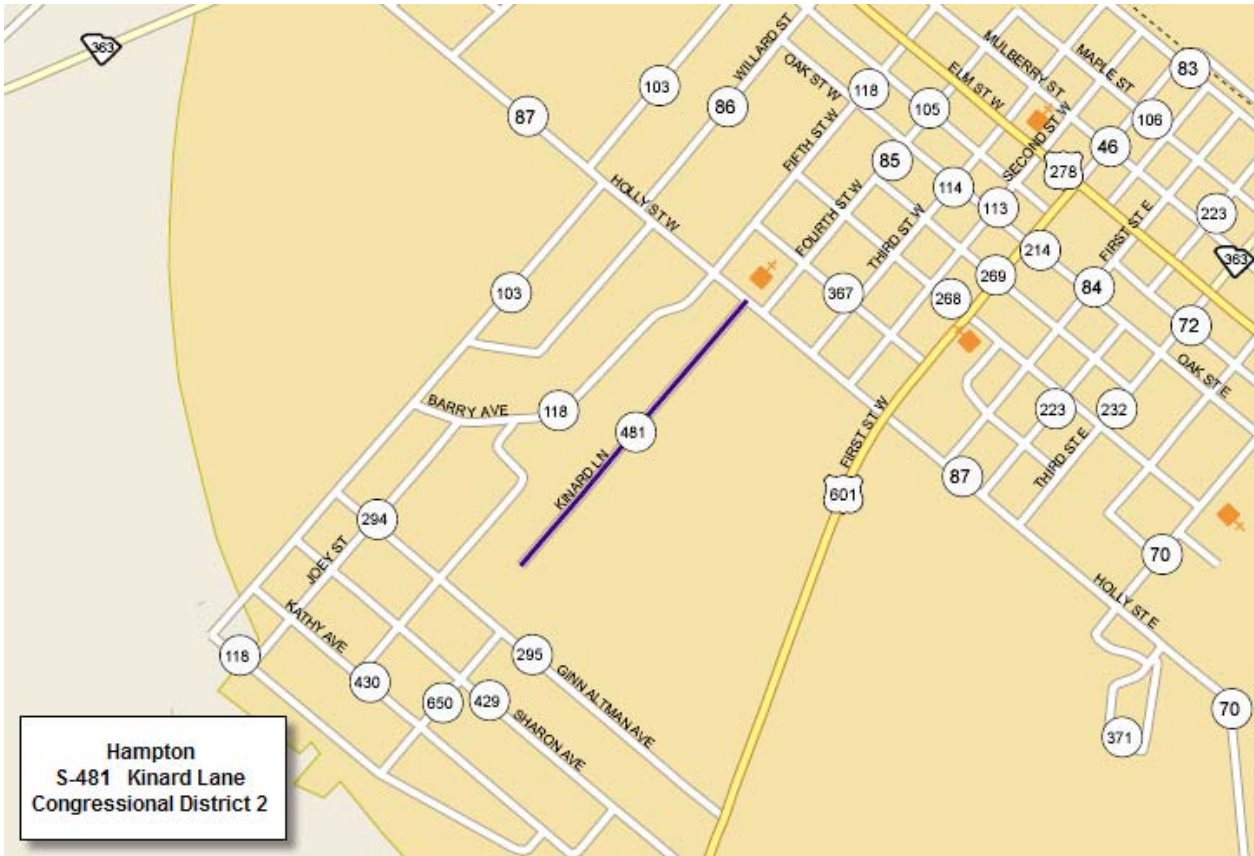 363
WILLARD ST
MULBERRY ST
MAPLE ST
83
103
OAK ST W
118
ELM ST W
86
105
106
87
FIFTH ST W
SECOND ST W
46
278
85
HOLLY ST W
114
113
223
FOURTH ST W
THIRD ST W
FIRST ST E
214
363
103
367
268
269
84
72
OAK ST E
BARRY AVE
118
481
223
232
FIRST ST W
KINARD LN
THIRD ST E
87
601
294
JOEY ST
70
HOLLY ST E
KATHY AVE
118
295
GINN ALTMAN AVE
430
650
429
SHARON AVE
371
70
Hampton
S-481 Kinard Lane
Congressional District 2